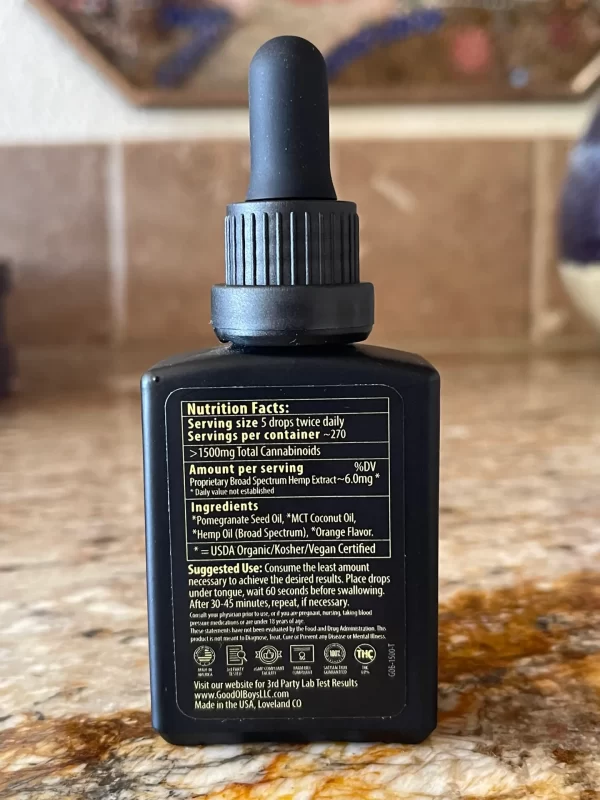 Nutrition Facts:
Serving size 5 drops twice daily
Servings per container ~270
>1500mg Total Cannabinoids
Amount per serving %DV
Proprietary Broad Spectrum Hemp Extract~6.0mg *
* Daily value not established
Ingredients
*Pomegranate Seed Oil, *MCT Coconut Oil,
*Hemp Oil (Broad Spectrum), *Orange Flavor.
* = USDA Organic/Kosher/Vegan Certified
Suggested Use: Consume the least amount
necessary to achieve the desired results. Place drops
under tongue, wait 60 seconds before swallowing.
After 30-45 minutes, repeat, if necessary.
Consult your physician prior to use, or if you are pregnant, nursing, taking blood
pressure medications or are under 18 years of age.
These statements have not been evaluated by the Food and Drug Administration. This
product is not meant to Diagnose, Treat, Cure or Prevent any Disease or Mental Illness.
100% THC
Visit our website for 3rd Party Lab Test Results
www.GoodOlBoysLLC.com
Made in the USA, Loveland CO
GOB-1500-T